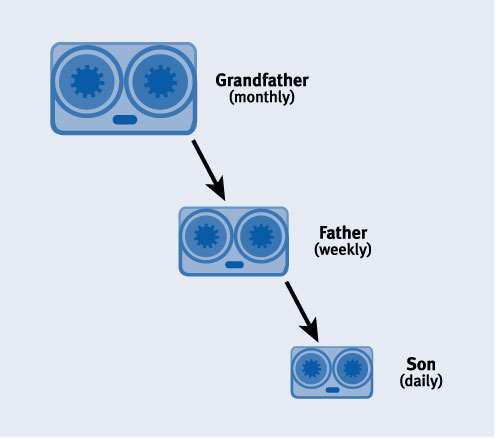 Grandfather
(monthly)
Father
(weekly)
Son
(daily)